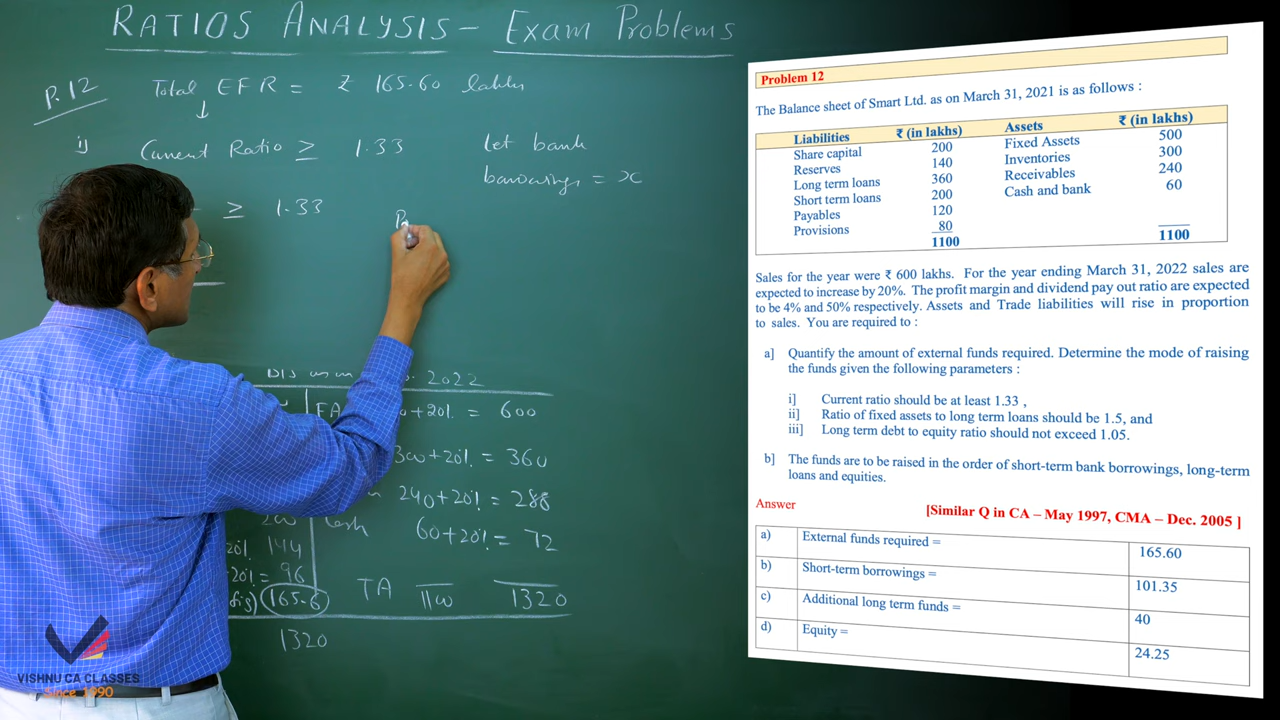 RATIOS ANALYSIS - Exam Problems
P.12
Total EFR = ₹ 165.60 lakhs
i) Current Ratio ≥ 1.33
let bank
borrowings = x
≥ 1.33
2022
FA +20% = 600
300+20% = 360
240+20% = 288
Cash 60+20% = 72
200
20% 144
+20% = 96
165.6
TA 1100 1320
1320
VISHNU CA CLASSES
Since 1990
Problem 12
The Balance sheet of Smart Ltd. as on March 31, 2021 is as follows :
Liabilities ₹ (in lakhs) Assets ₹ (in lakhs)
Share capital 200 Fixed Assets 500
Reserves 140 Inventories 300
Long term loans 360 Receivables 240
Short term loans 200 Cash and bank 60
Payables 120
Provisions 80
1100 1100
Sales for the year were ₹ 600 lakhs. For the year ending March 31, 2022 sales are
expected to increase by 20%. The profit margin and dividend pay out ratio are expected
to be 4% and 50% respectively. Assets and Trade liabilities will rise in proportion
to sales. You are required to :
a] Quantify the amount of external funds required. Determine the mode of raising
the funds given the following parameters :
i] Current ratio should be at least 1.33 ,
ii] Ratio of fixed assets to long term loans should be 1.5, and
iii] Long term debt to equity ratio should not exceed 1.05.
b] The funds are to be raised in the order of short-term bank borrowings, long-term
loans and equities.
Answer
[Similar Q in CA – May 1997, CMA – Dec. 2005 ]
a) External funds required = 165.60
b) Short-term borrowings = 101.35
c) Additional long term funds = 40
d) Equity = 24.25